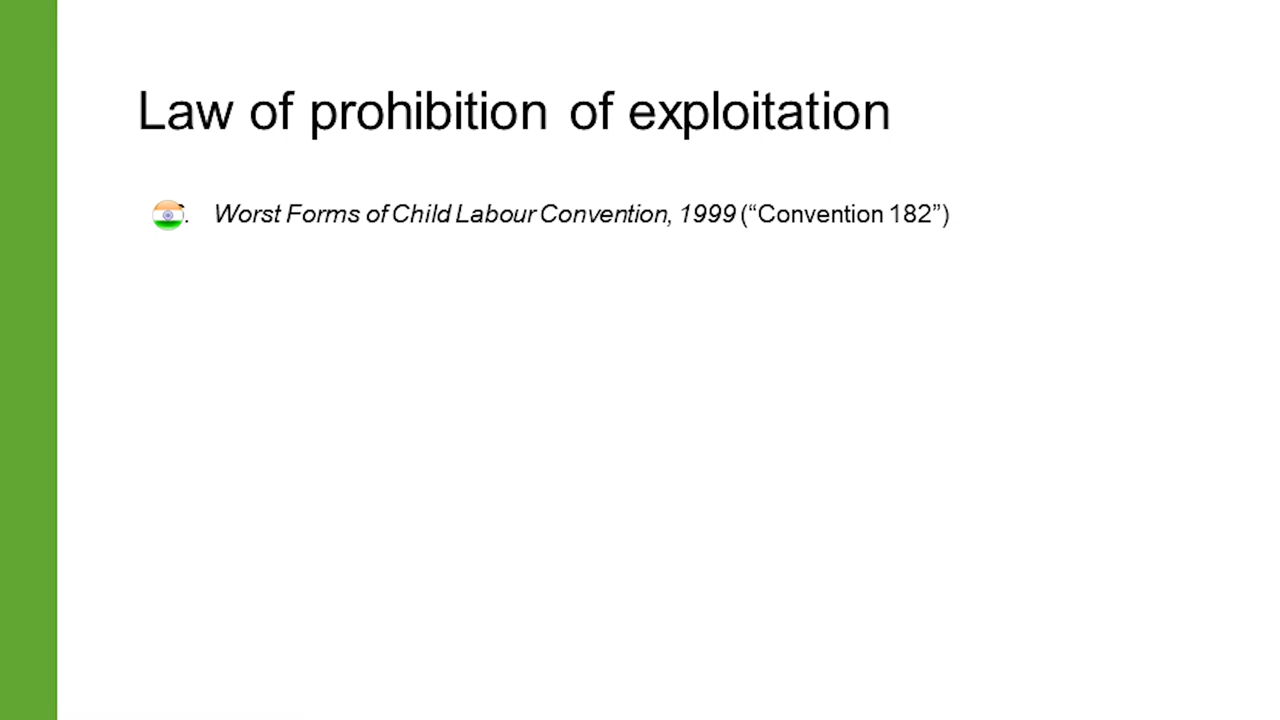 Law of prohibition of exploitation
Worst Forms of Child Labour Convention, 1999 (“Convention 182”)